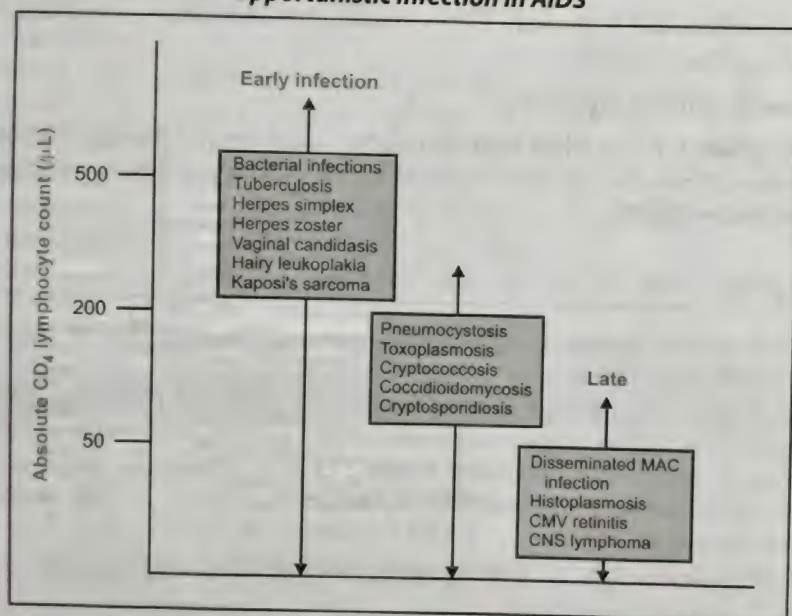 Opportunistic infection in AIDS
Absolute CD4 lymphocyte count (μL)
500
200
50
Early infection
Bacterial infections
Tuberculosis
Herpes simplex
Herpes zoster
Vaginal candidasis
Hairy leukoplakia
Kaposi's sarcoma
Pneumocystosis
Toxoplasmosis
Cryptococcosis
Coccidioidomycosis
Cryptosporidiosis
Late
Disseminated MAC
infection
Histoplasmosis
CMV retinitis
CNS lymphoma